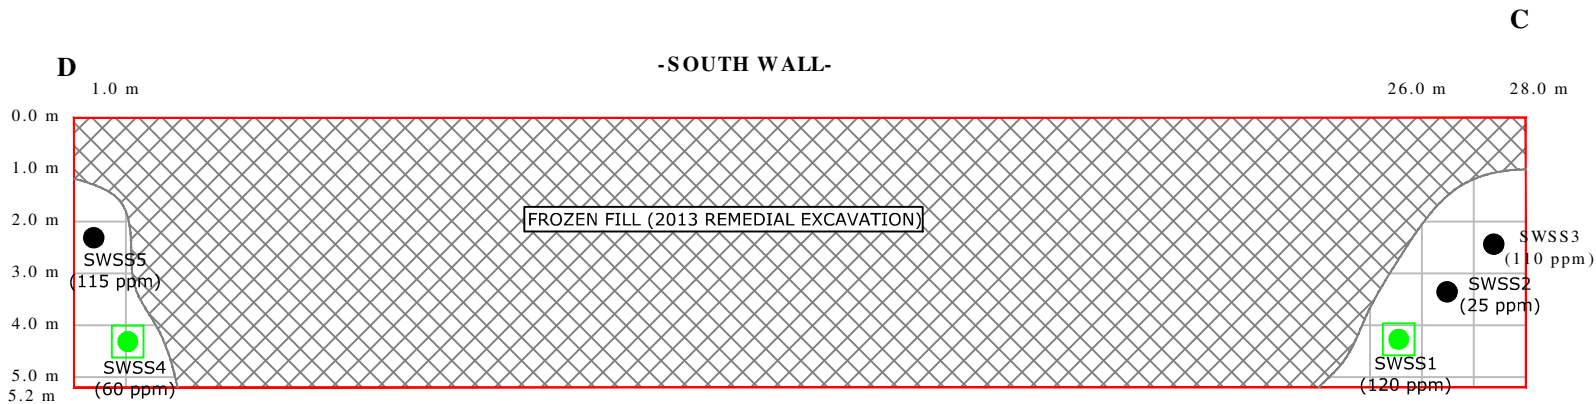 C
D
-SOUTH WALL-
1.0 m
26.0 m
28.0 m
0.0 m
1.0 m
2.0 m
3.0 m
4.0 m
5.0 m
5.2 m
FROZEN FILL (2013 REMEDIAL EXCAVATION)
SWSS5
(115 ppm)
SWSS4
(60 ppm)
SWSS3
(110 ppm)
SWSS2
(25 ppm)
SWSS1
(120 ppm)